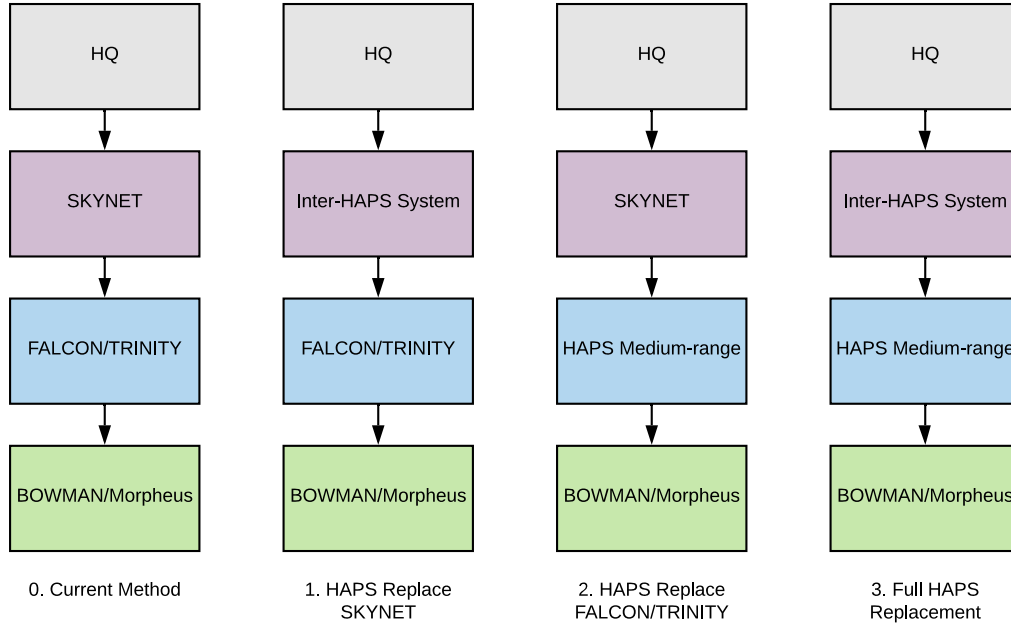 HQ
HQ
HQ
HQ
SKYNET
Inter-HAPS System
SKYNET
Inter-HAPS System
FALCON/TRINITY
FALCON/TRINITY
HAPS Medium-range
HAPS Medium-range
BOWMAN/Morpheus
BOWMAN/Morpheus
BOWMAN/Morpheus
BOWMAN/Morpheus
0. Current Method
1. HAPS Replace
SKYNET
2. HAPS Replace
FALCON/TRINITY
3. Full HAPS
Replacement